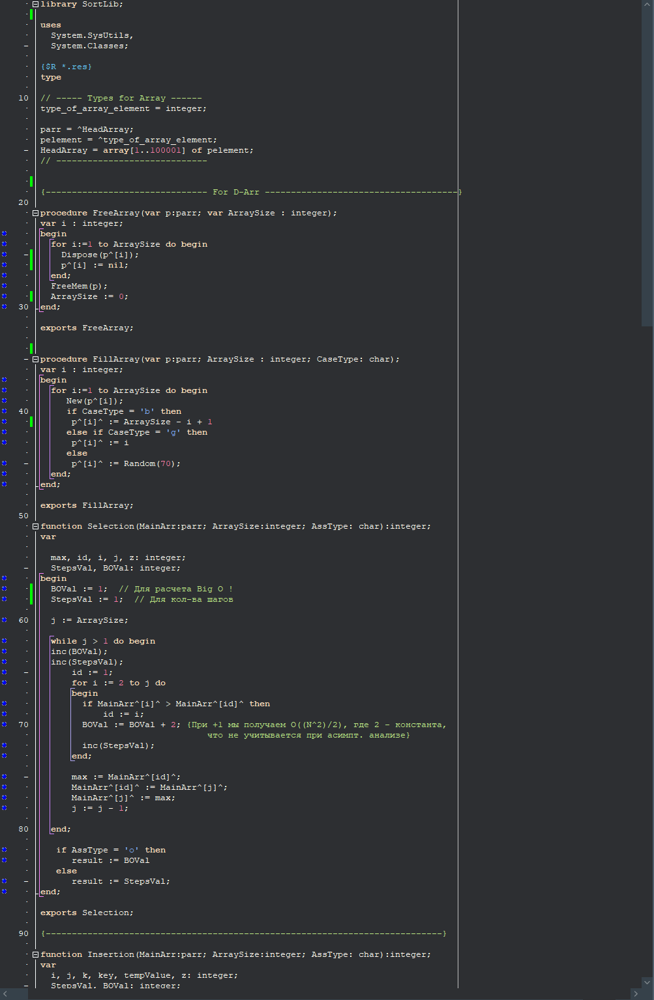 library SortLib;
uses
System.SysUtils,
System.Classes;
{$R *.res}
type
10 // ----- Types for Array ------
type_of_array_element = integer;
parr = ^HeadArray;
pelement = ^type_of_array_element;
HeadArray = array[1..100001] of pelement;
// -----------------------------
{------------------------------- For D-Arr -------------------------------------}
20
procedure FreeArray(var p:parr; var ArraySize : integer);
var i : integer;
begin
for i:=1 to ArraySize do begin
Dispose(p^[i]);
p^[i] := nil;
end;
FreeMem(p);
ArraySize := 0;
30 end;
exports FreeArray;
procedure FillArray(var p:parr; ArraySize : integer; CaseType: char);
var i : integer;
begin
for i:=1 to ArraySize do begin
New(p^[i]);
40 if CaseType = 'b' then
p^[i]^ := ArraySize - i + 1
else if CaseType = 'g' then
p^[i]^ := i
else
p^[i]^ := Random(70);
end;
end;
exports FillArray;
50
function Selection(MainArr:parr; ArraySize:integer; AssType: char):integer;
var
max, id, i, j, z: integer;
StepsVal, BOVal: integer;
begin
BOVal := 1; // Для расчета Big O !
StepsVal := 1; // Для кол-ва шагов
60 j := ArraySize;
while j > 1 do begin
inc(BOVal);
inc(StepsVal);
id := 1;
for i := 2 to j do
begin
if MainArr^[i]^ > MainArr^[id]^ then
id := i;
70 BOVal := BOVal + 2; {При +1 мы получаем O((N^2)/2), где 2 - константа,
что не учитывается при асимпт. анализе}
inc(StepsVal);
end;
max := MainArr^[id]^;
MainArr^[id]^ := MainArr^[j]^;
MainArr^[j]^ := max;
j := j - 1;
80 end;
if AssType = 'o' then
result := BOVal
else
result := StepsVal;
end;
exports Selection;
90 {----------------------------------------------------------------------------}
function Insertion(MainArr:parr; ArraySize:integer; AssType: char):integer;
var
i, j, k, key, tempValue, z: integer;
StepsVal, BOVal: integer;